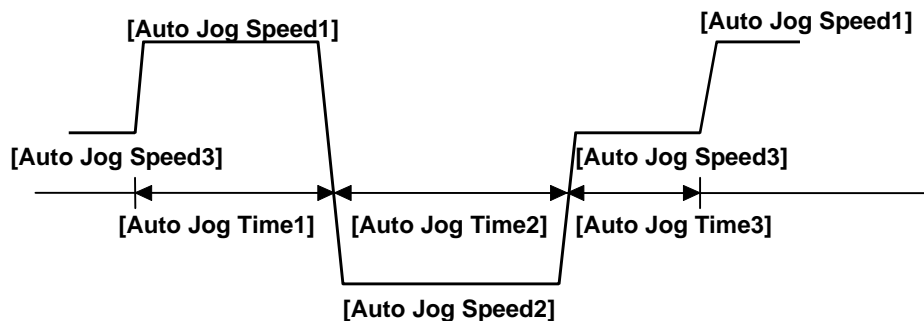 [Auto Jog Speed1]
[Auto Jog Speed1]
[Auto Jog Speed3]
[Auto Jog Speed3]
[Auto Jog Time1]
[Auto Jog Time2]
[Auto Jog Time3]
[Auto Jog Speed2]